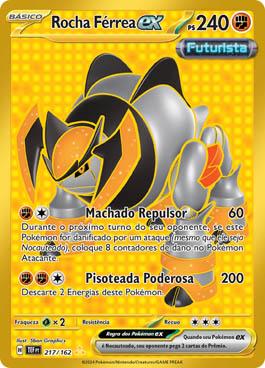 BÁSICO
Rocha Férrea ex PS 240
Futurista
Machado Repulsor 60
Durante o próximo turno do seu oponente, se este
Pokémon for danificado por um ataque (mesmo que ele seja
Nocauteado), coloque 8 contadores de dano no Pokémon
Atacante.
Pisoteada Poderosa 200
Descarte 2 Energias deste Pokémon.
Fraqueza ×2 Resistência Recuo
Regra dos Pokémon ex
Illus. 5ban Graphics
Quando seu Pokémon ex
é Nocauteado, seu oponente pega 2 cartas de Prêmio.
H TEF PT 217/162
©2024 Pokémon/Nintendo/Creatures/GAME FREAK